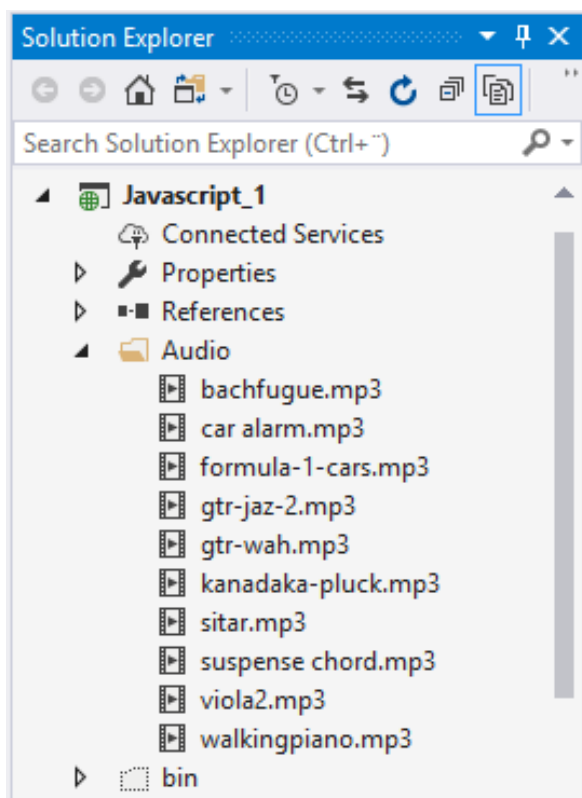 Solution Explorer
Search Solution Explorer (Ctrl+¨)
Javascript_1
Connected Services
Properties
References
Audio
bachfugue.mp3
car alarm.mp3
formula-1-cars.mp3
gtr-jaz-2.mp3
gtr-wah.mp3
kanadaka-pluck.mp3
sitar.mp3
suspense chord.mp3
viola2.mp3
walkingpiano.mp3
bin